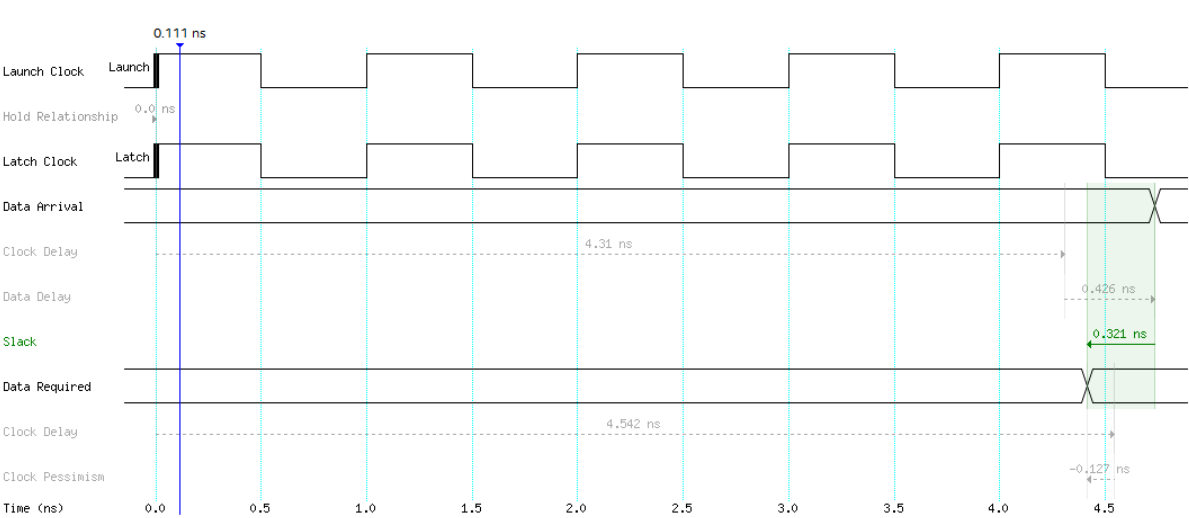 0.111 ns
Launch Clock Launch
Hold Relationship 0.0 ns
Latch Clock Latch
Data Arrival
Clock Delay 4.31 ns
Data Delay 0.426 ns
Slack 0.321 ns
Data Required
Clock Delay 4.542 ns
Clock Pessimism -0.127 ns
Time (ns) 0.0 0.5 1.0 1.5 2.0 2.5 3.0 3.5 4.0 4.5